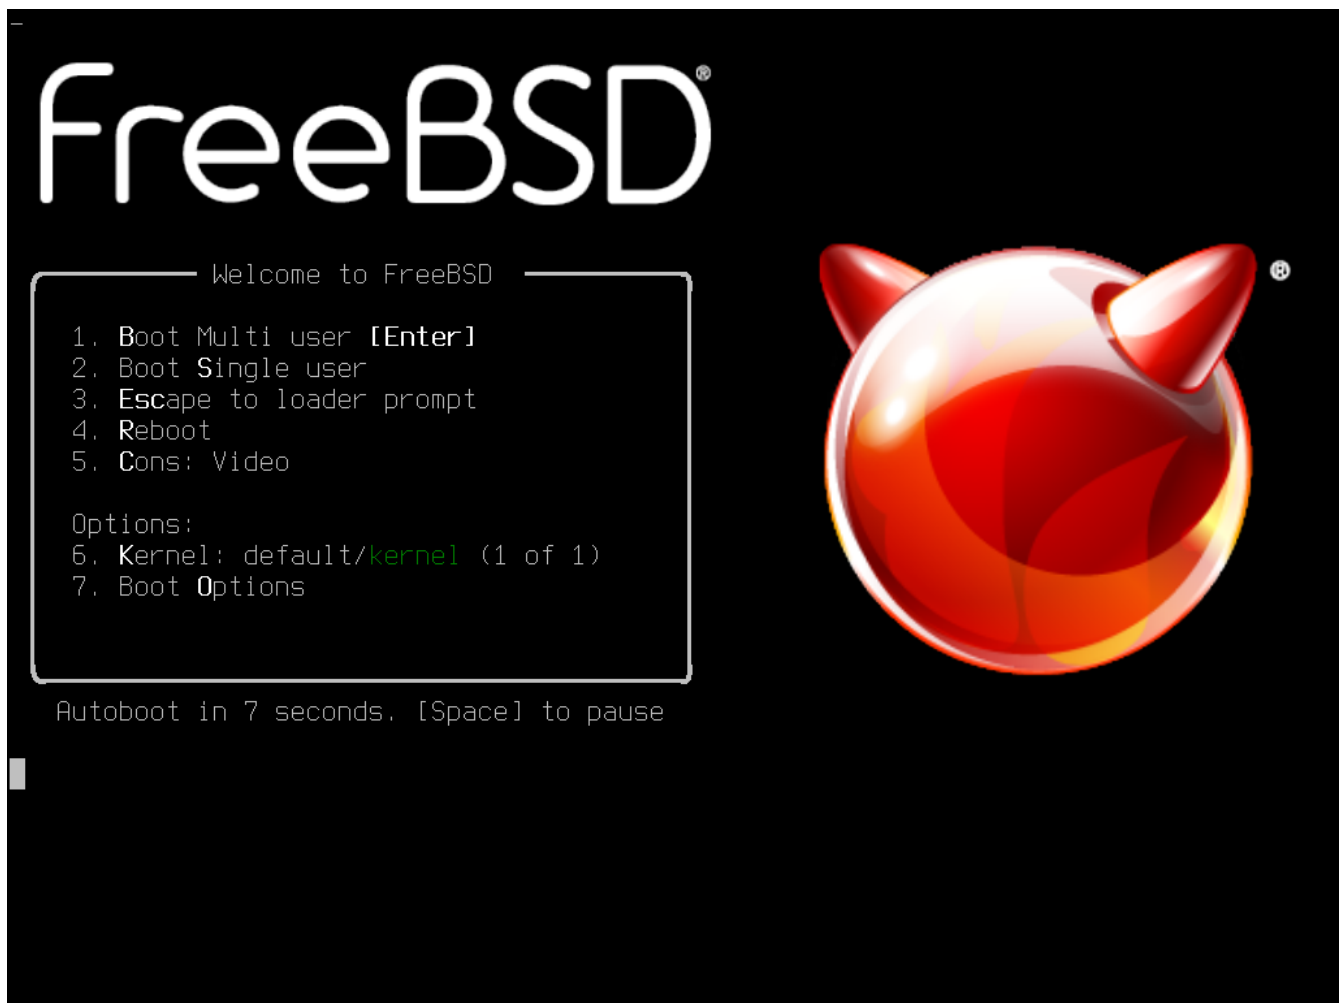 FreeBSD®
Welcome to FreeBSD
1. Boot Multi user [Enter]
2. Boot Single user
3. Escape to loader prompt
4. Reboot
5. Cons: Video
Options:
6. Kernel: default/kernel (1 of 1)
7. Boot Options
Autoboot in 7 seconds. [Space] to pause
®